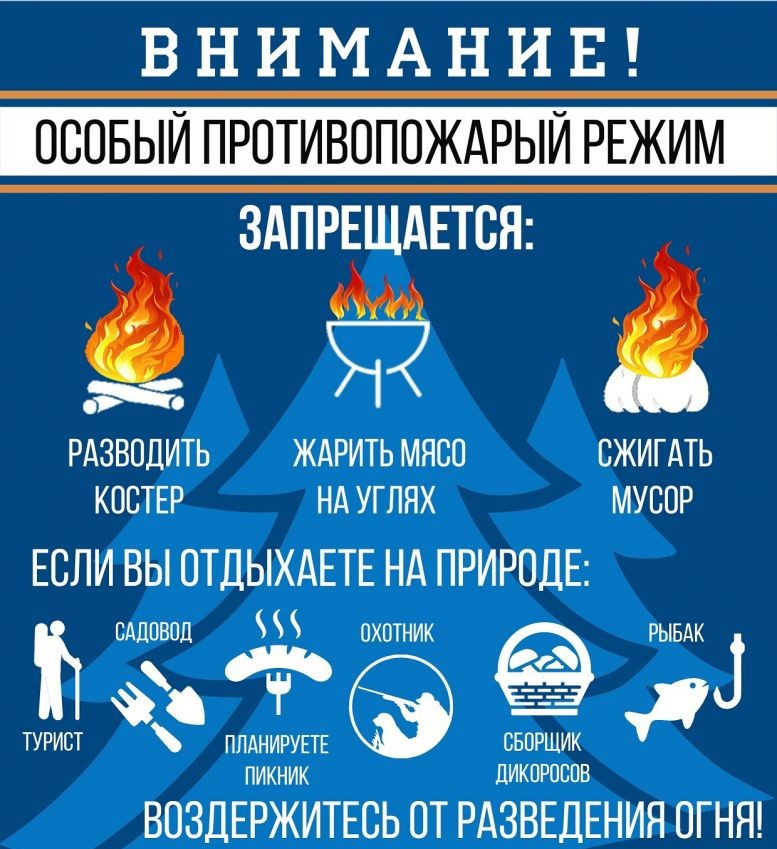 ВНИМАНИЕ!
ОСОБЫЙ ПРОТИВОПОЖАРЫЙ РЕЖИМ
ЗАПРЕЩАЕТСЯ:
РАЗВОДИТЬ
КОСТЕР
ЖАРИТЬ МЯСО
НА УГЛЯХ
СЖИГАТЬ
МУСОР
ЕСЛИ ВЫ ОТДЫХАЕТЕ НА ПРИРОДЕ:
ТУРИСТ
САДОВОД
ПЛАНИРУЕТЕ
ПИКНИК
ОХОТНИК
СБОРЩИК
ДИКОРОСОВ
РЫБАК
ВОЗДЕРЖИТЕСЬ ОТ РАЗВЕДЕНИЯ ОГНЯ!